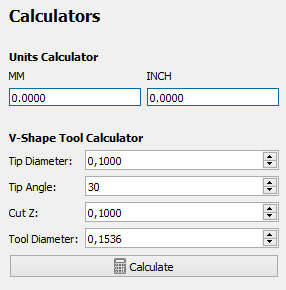 Calculators
Units Calculator
MM INCH
0.0000 0.0000
V-Shape Tool Calculator
Tip Diameter: 0,1000
Tip Angle: 30
Cut Z: 0,1000
Tool Diameter: 0,1536
Calculate